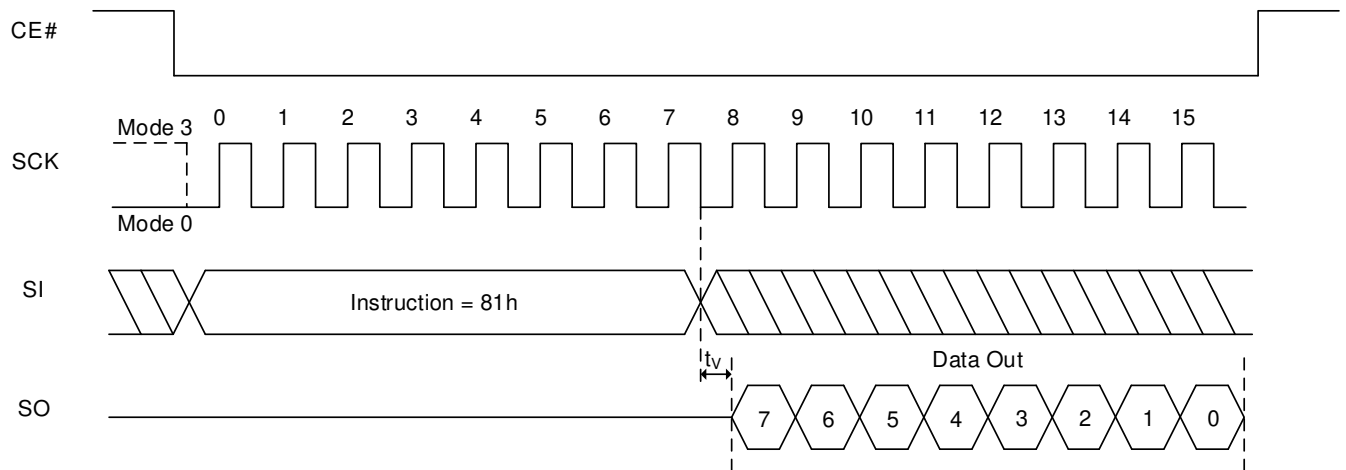 CE#
Mode 3 0 1 2 3 4 5 6 7 8 9 10 11 12 13 14 15
SCK
Mode 0
SI Instruction = 81h
tV Data Out
SO 7 6 5 4 3 2 1 0